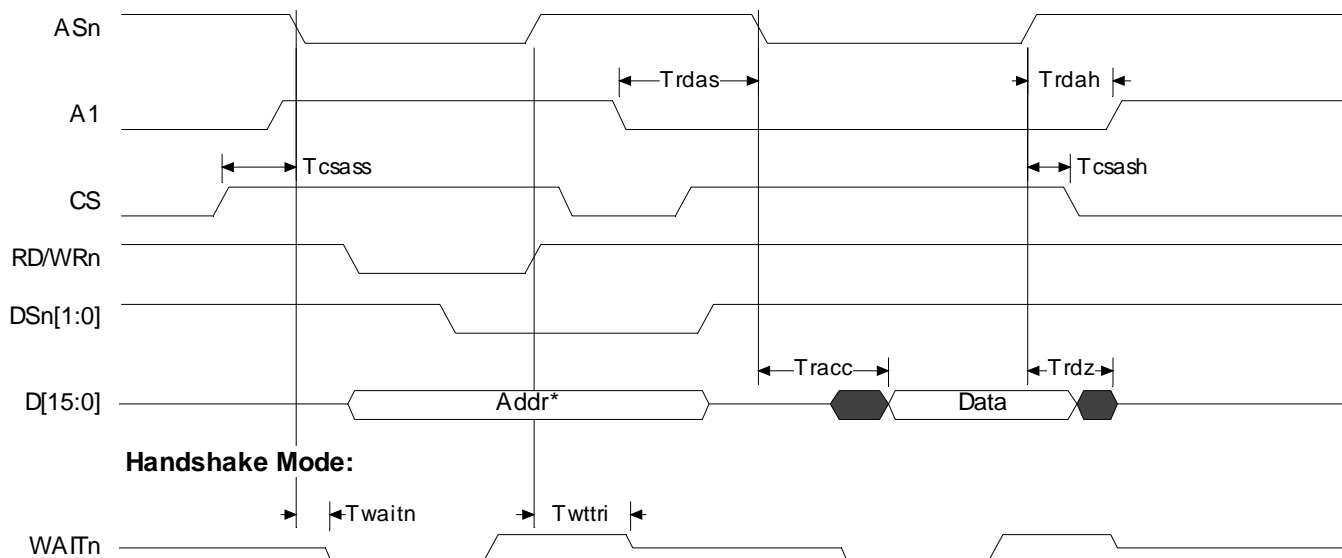 ASn
Trdas
Trdah
A1
Tcsass
Tcsash
CS
RD/WRn
DSn[1:0]
Tracc
Trdz
D[15:0]
Addr*
Data
Handshake Mode:
Twaitn
Twttri
WAITn